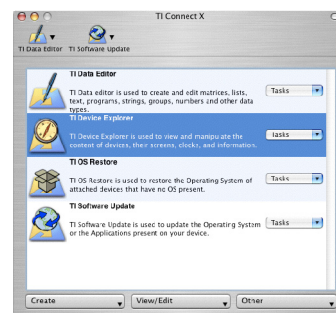 TI Connect X
TI Data Editor TI Software Update
TI Data Editor
TI Data editor is used to create and edit matrices, lists,
text, programs, strings, groups, numbers and other data
types.
Tasks
TI Device Explorer
TI Device Explorer is used to view and manipulate the
content of devices, their screens, clocks, and information.
Tasks
TI OS Restore
TI OS Restore is used to restore the Operating System of
attached devices that have no OS present.
Tasks
TI Software Update
TI Software Update is used to update the Operating System
or the Applications present on your device.
Tasks
Create View/Edit Other